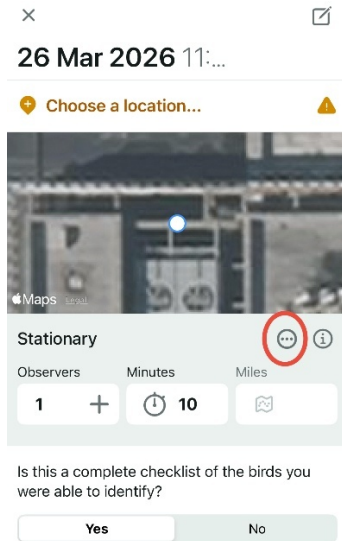 26 Mar 2026 11:...
Choose a location...
Maps Legal
Stationary
Observers Minutes Miles
1 10
Is this a complete checklist of the birds you
were able to identify?
Yes No